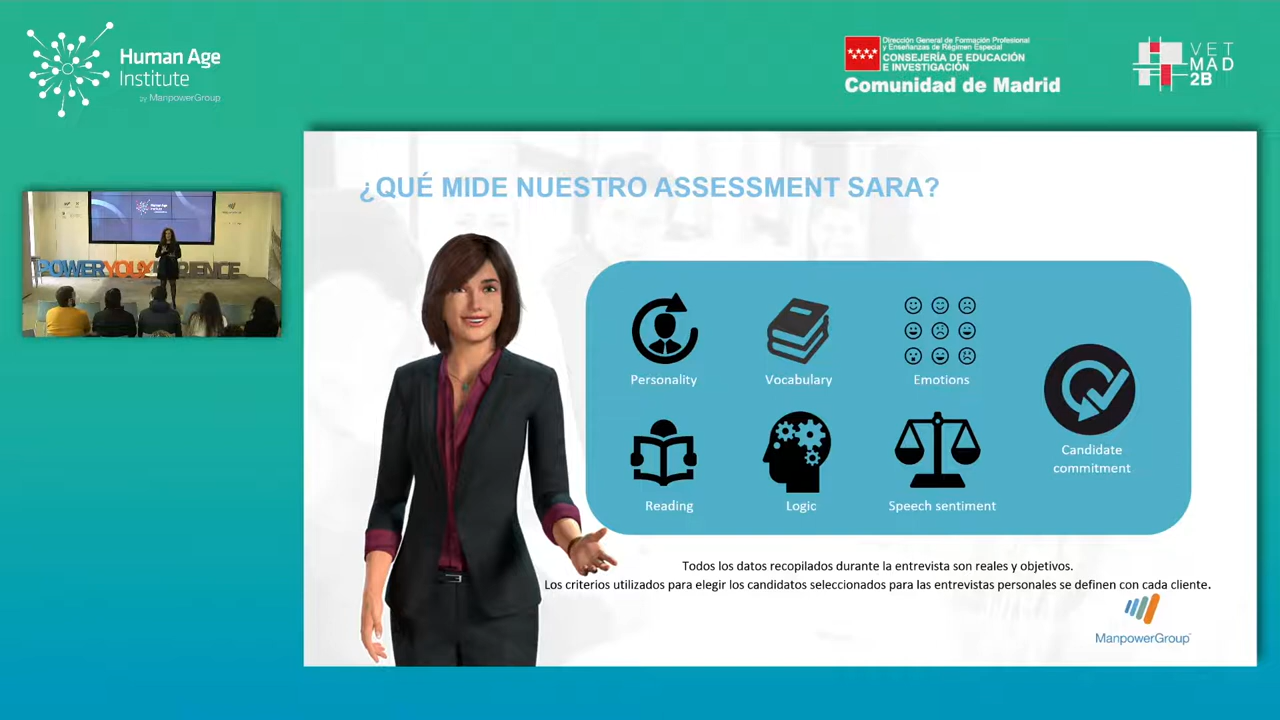 Human Age
Institute
by ManpowerGroup
Dirección General de Formación Profesional
y Enseñanzas de Régimen Especial
CONSEJERÍA DE EDUCACIÓN
E INVESTIGACIÓN
Comunidad de Madrid
VET
MAD
2B
¿QUÉ MIDE NUESTRO ASSESSMENT SARA?
Personality
Vocabulary
Emotions
Candidate
commitment
Reading
Logic
Speech sentiment
Todos los datos recopilados durante la entrevista son reales y objetivos.
Los criterios utilizados para elegir los candidatos seleccionados para las entrevistas personales se definen con cada cliente.
ManpowerGroup
Human Age
Institute